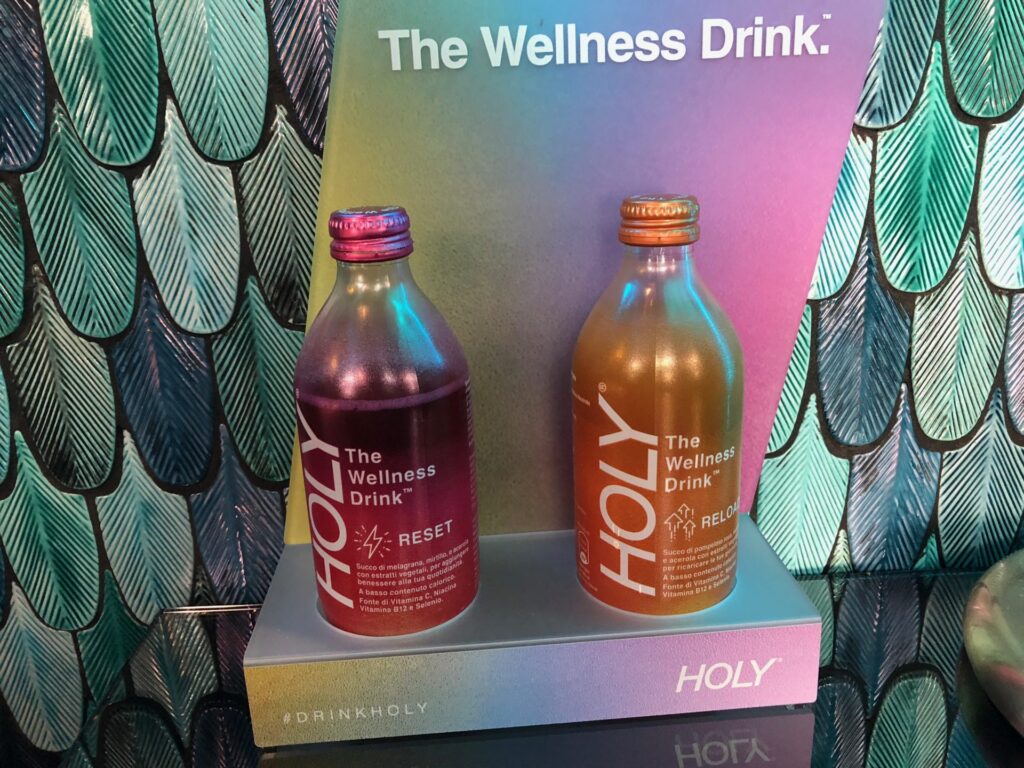 The Wellness Drink.™
HOLY
The
Wellness
Drink™
RESET
Succo di melagrana, mirtillo, e acerola
con estratti vegetali, per aggiungere
benessere alla tua quotidianità
A basso contenuto calorico.
Fonte di Vitamina C, Niacina
Vitamina B12 e Selenio.
HOLY®
The
Wellness
Drink™
RELOA
Succo di pompelmo
e acerola con estratti
per ricaricare le tue
A basso contenuto
Fonte di Vitamina C,
Vitamina B12 e Selenio.
HOLY
#DRINKHOLY